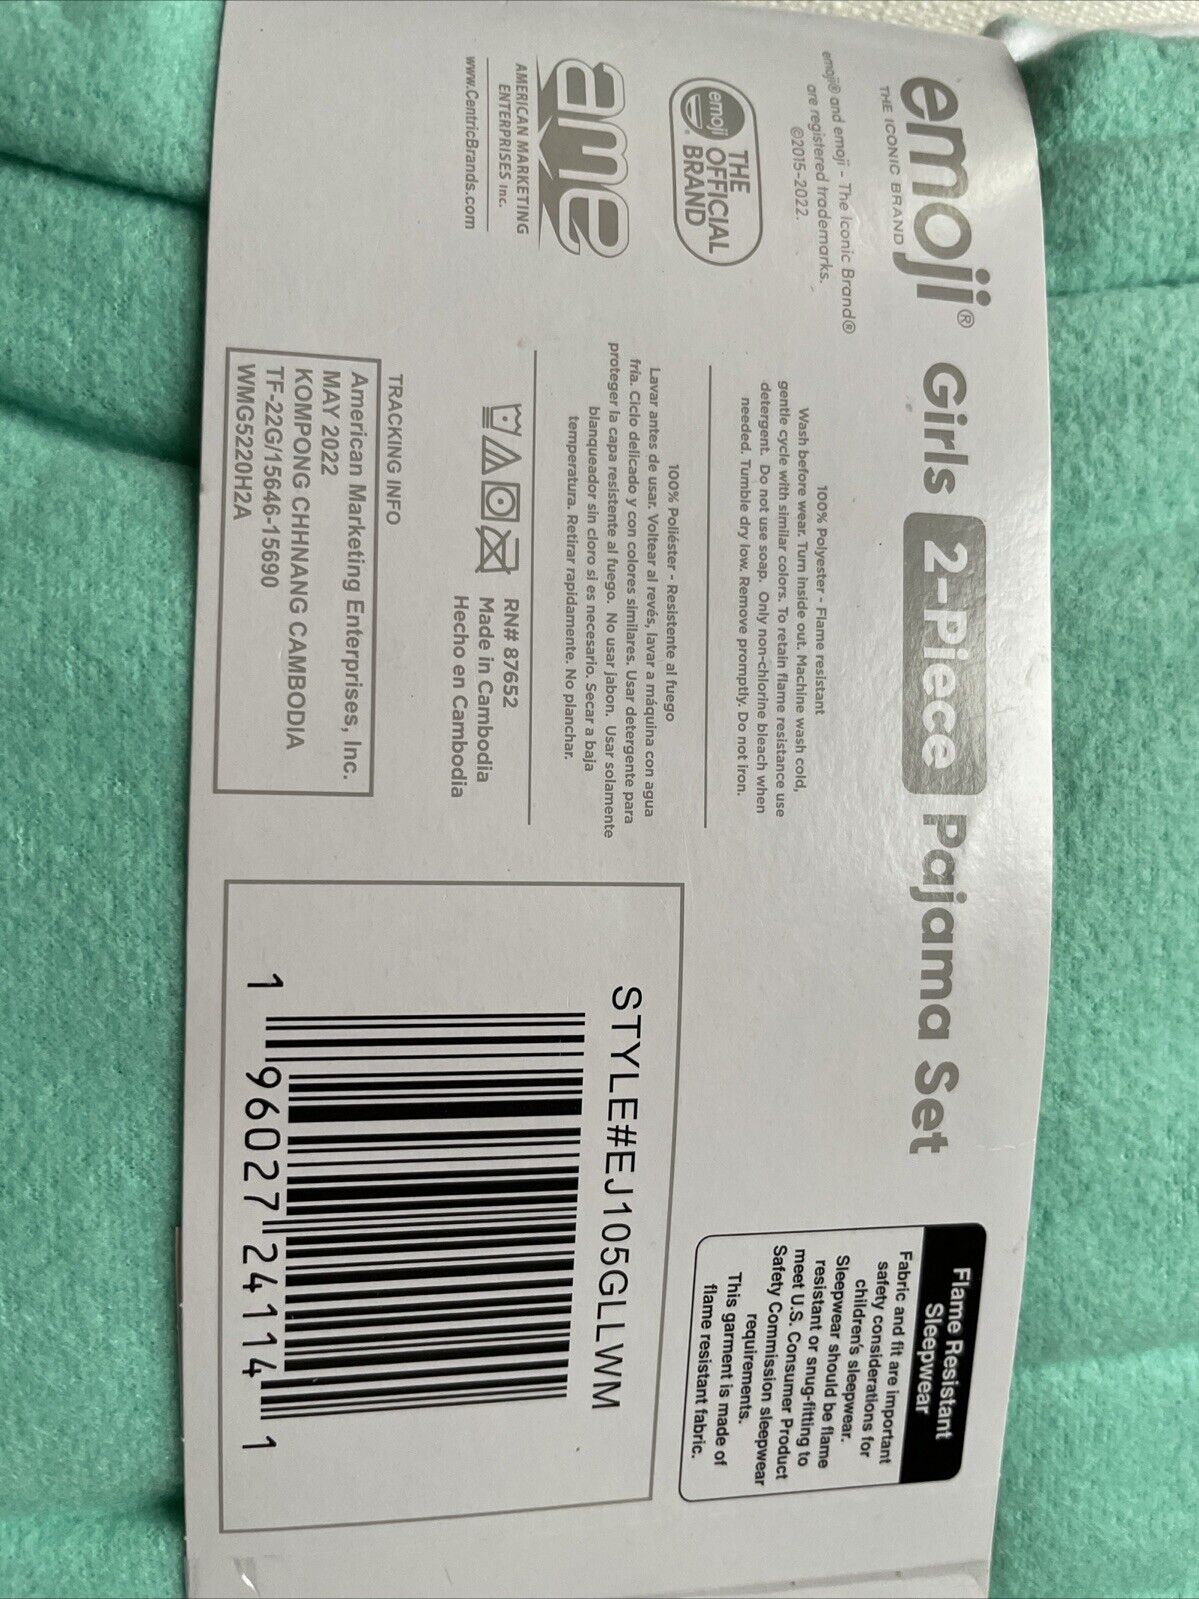 emoji® Girls 2-Piece Pajama Set
THE ICONIC BRAND
emoji® and emoji - The Iconic Brand®
are registered trademarks.
©2015-2022.
emoji
THE
OFFICIAL
BRAND
ame
AMERICAN MARKETING
ENTERPRISES Inc.
www.CentricBrands.com
100% Polyester - Flame resistant
Wash before wear. Turn inside out. Machine wash cold,
gentle cycle with similar colors. To retain flame resistance use
detergent. Do not use soap. Only non-chlorine bleach when
needed. Tumble dry low. Remove promptly. Do not iron.
100% Poliéster - Resistente al fuego
Lavar antes de usar. Voltear al revés, lavar a máquina con agua
fría. Ciclo delicado y con colores similares. Usar detergente para
proteger la capa resistente al fuego. No usar jabon. Usar solamente
blanqueador sin cloro si es necesario. Secar a baja
temperatura. Retirar rapidamente. No planchar.
RN# 87652
Made in Cambodia
Hecho en Cambodia
TRACKING INFO
American Marketing Enterprises, Inc.
MAY 2022
KOMPONG CHHNANG CAMBODIA
TF-22G/15646-15690
WMG5220H2A
Flame Resistant
Sleepwear
Fabric and fit are important
safety considerations for
children's sleepwear.
Sleepwear should be flame
resistant or snug-fitting to
meet U.S. Consumer Product
Safety Commission sleepwear
requirements.
This garment is made of
flame resistant fabric.
STYLE#EJ105GLLWM
1 96027 24114 1